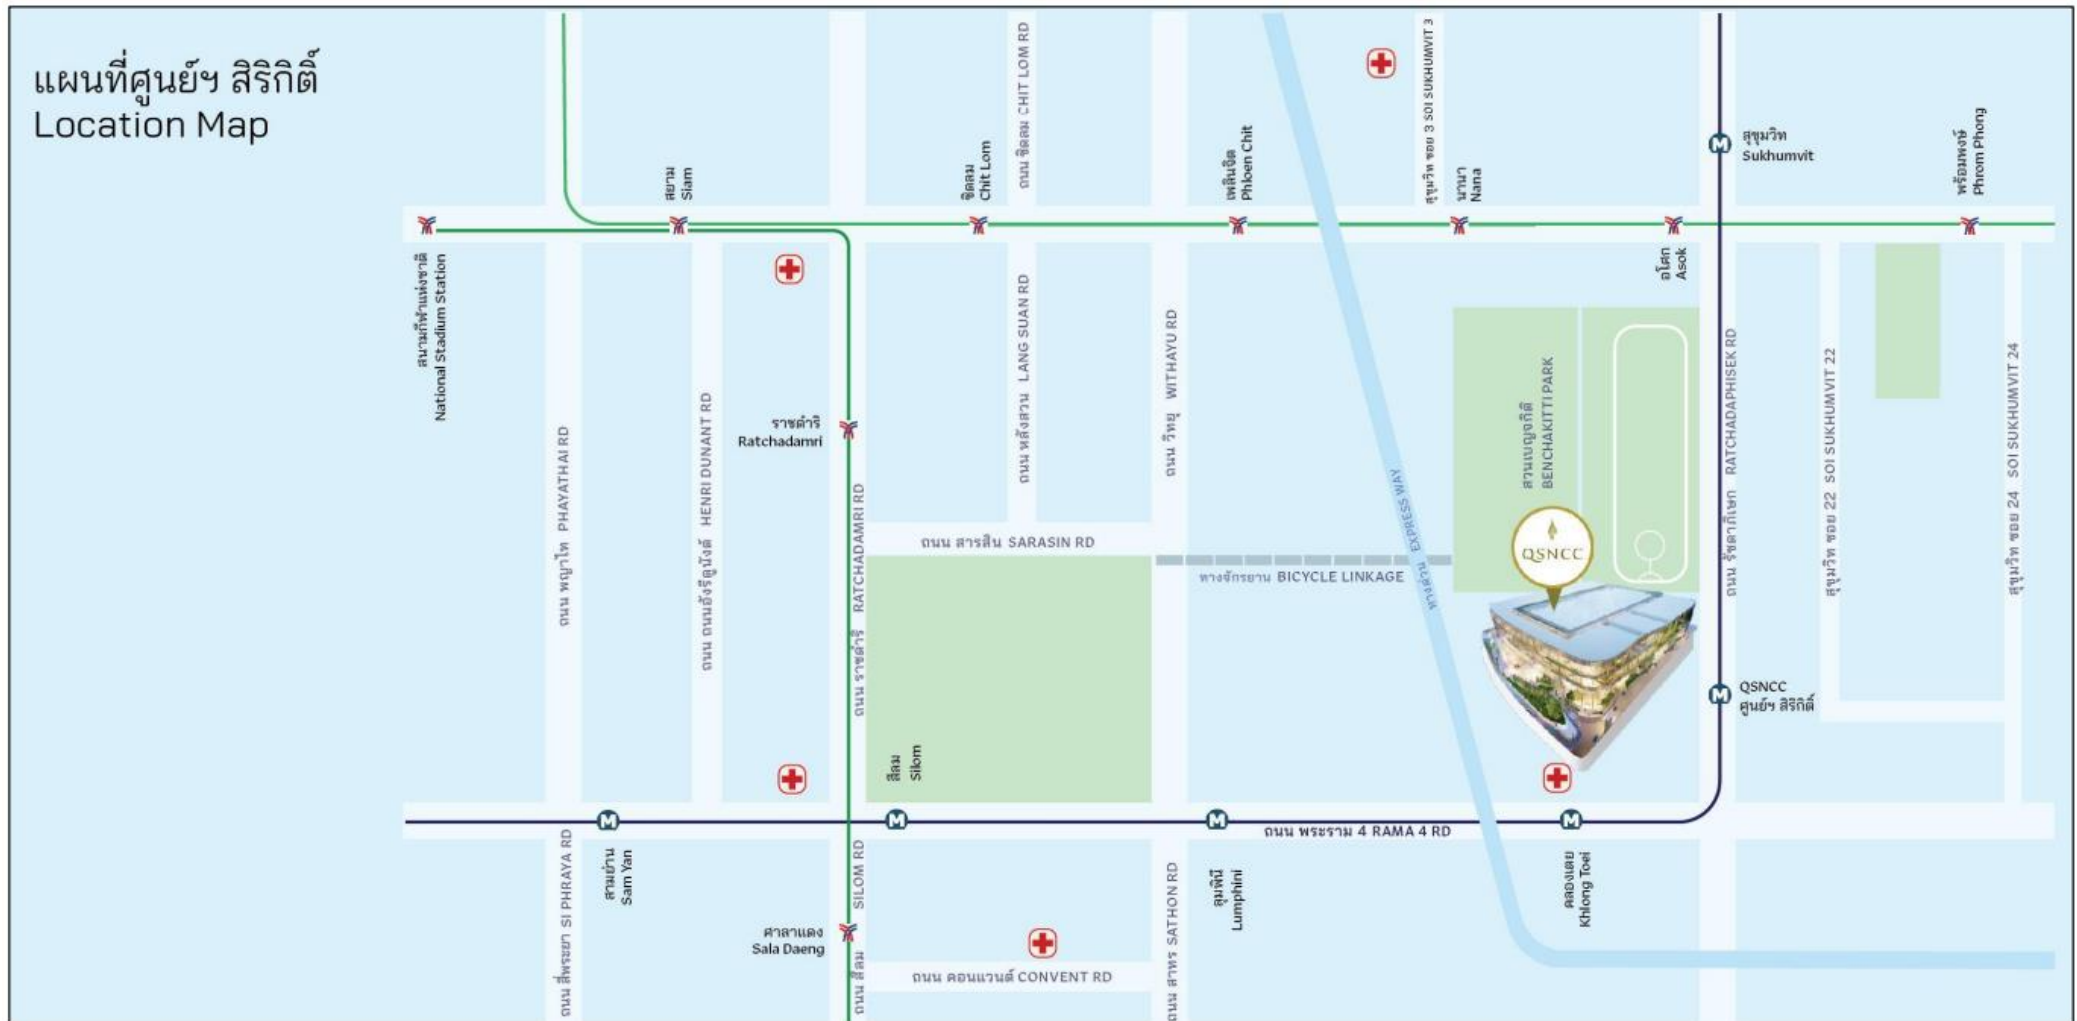 แผนที่ศูนย์ฯ สิริกิติ์
Location Map
ถนน ชิดลม CHIT LOM RD
สุขุมวิท ซอย 3 SOI SUKHUMVIT 3
สยาม
Siam
ชิดลม
Chit Lom
เพลินจิต
Phloen Chit
นานา
Nana
M
สุขุมวิท
Sukhumvit
พร้อมพงษ์
Phrom Phong
สนามกีฬาแห่งชาติ
National Stadium Station
อโศก
Asok
ถนน พญาไท PHAYATHAI RD
ถนน ถนนอังรีดูนังต์ HENRI DUNANT RD
ราชดำริ
Ratchadamri
ถนน ราชดำริ RATCHADAMRI RD
ถนน หลังสวน LANG SUAN RD
ถนน วิทยุ WITHAYU RD
ทางด่วน EXPRESS WAY
สวนเบญจกิติ
BENCHAKITTI PARK
ถนน รัชดาภิเษก RATCHADAPHISEK RD
สุขุมวิท ซอย 22 SOI SUKHUMVIT 22
สุขุมวิท ซอย 24 SOI SUKHUMVIT 24
ถนน สารสิน SARASIN RD
ทางจักรยาน BICYCLE LINKAGE
QSNCC
M
QSNCC
ศูนย์ฯ สิริกิติ์
สีลม
Silom
M
M
M
M
ถนน พระราม 4 RAMA 4 RD
ถนน สี่พระยา SI PHRAYA RD
สามย่าน
Sam Yan
ถนน สีลม SILOM RD
ศาลาแดง
Sala Daeng
ถนน คอนแวนต์ CONVENT RD
ถนน สาทร SATHON RD
ลุมพินี
Lumphini
คลองเตย
Khlong Toei